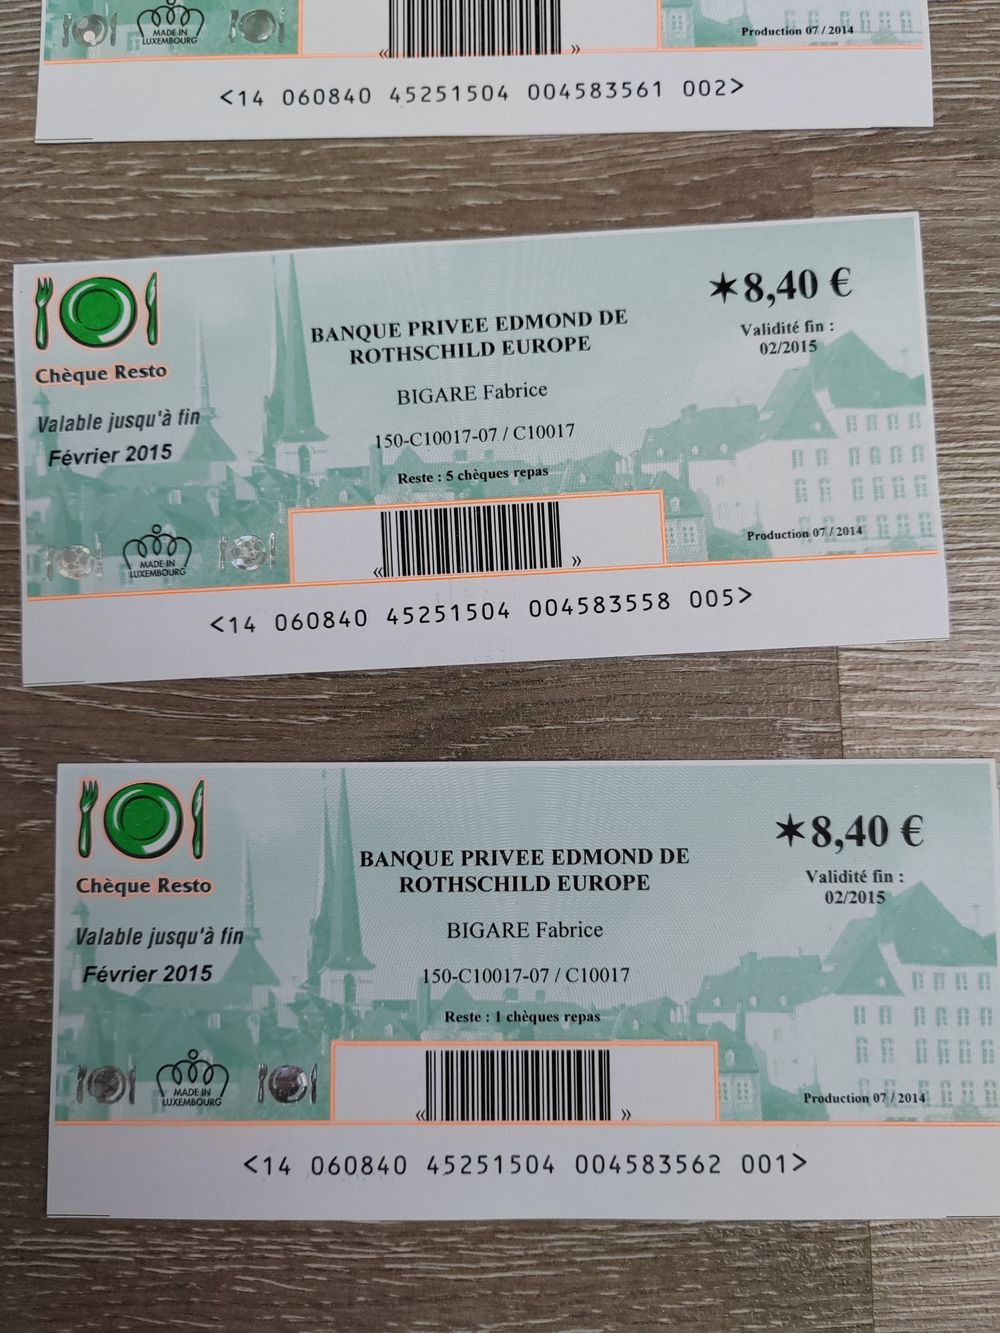 MADE IN
LUXEMBOURG
« »
Production 07 / 2014
<14 060840 45251504 004583561 002>
Chèque Resto
Valable jusqu'à fin
Février 2015
BANQUE PRIVEE EDMOND DE
ROTHSCHILD EUROPE
BIGARE Fabrice
150-C10017-07 / C10017
Reste : 5 chèques repas
✶8,40 €
Validité fin :
02/2015
MADE IN
LUXEMBOURG
« »
Production 07 / 2014
<14 060840 45251504 004583558 005>
Chèque Resto
Valable jusqu'à fin
Février 2015
BANQUE PRIVEE EDMOND DE
ROTHSCHILD EUROPE
BIGARE Fabrice
150-C10017-07 / C10017
Reste : 1 chèques repas
✶8,40 €
Validité fin :
02/2015
MADE IN
LUXEMBOURG
« »
Production 07 / 2014
<14 060840 45251504 004583562 001>